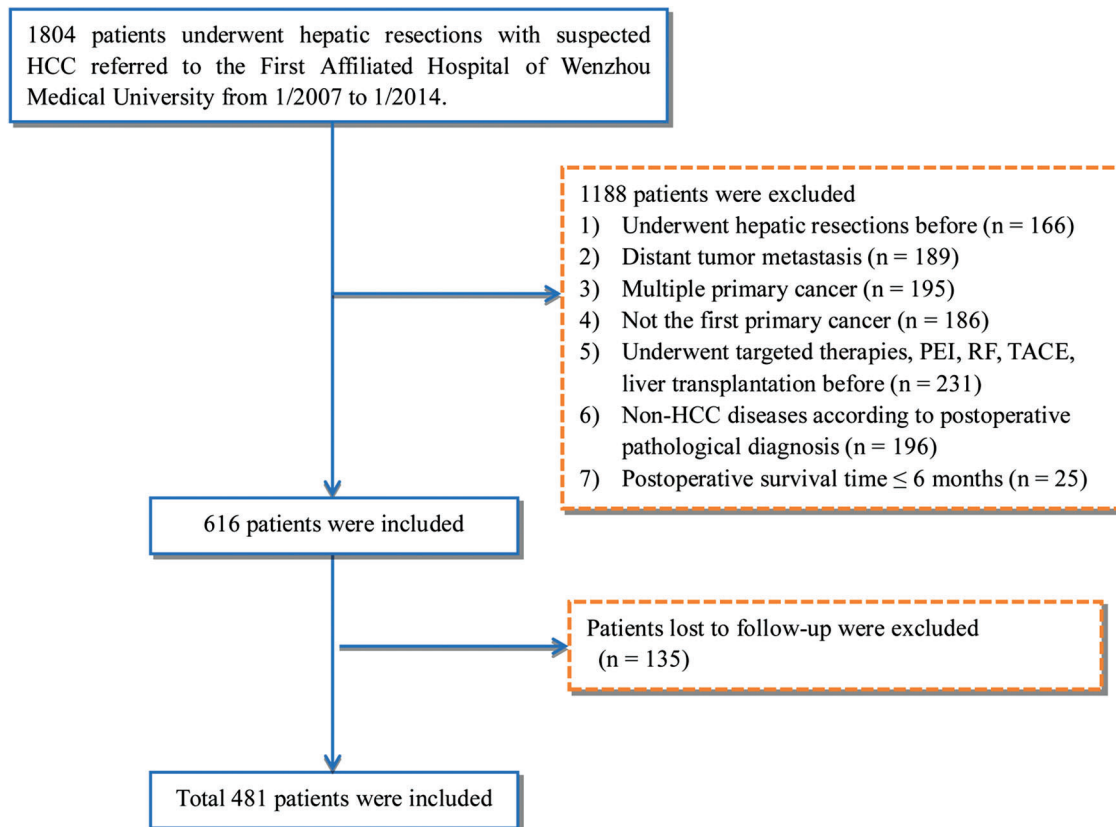 1804 patients underwent hepatic resections with suspected
HCC referred to the First Affiliated Hospital of Wenzhou
Medical University from 1/2007 to 1/2014.
1188 patients were excluded
1) Underwent hepatic resections before (n = 166)
2) Distant tumor metastasis (n = 189)
3) Multiple primary cancer (n = 195)
4) Not the first primary cancer (n = 186)
5) Underwent targeted therapies, PEI, RF, TACE,
liver transplantation before (n = 231)
6) Non-HCC diseases according to postoperative
pathological diagnosis (n = 196)
7) Postoperative survival time ≤ 6 months (n = 25)
616 patients were included
Patients lost to follow-up were excluded
(n = 135)
Total 481 patients were included